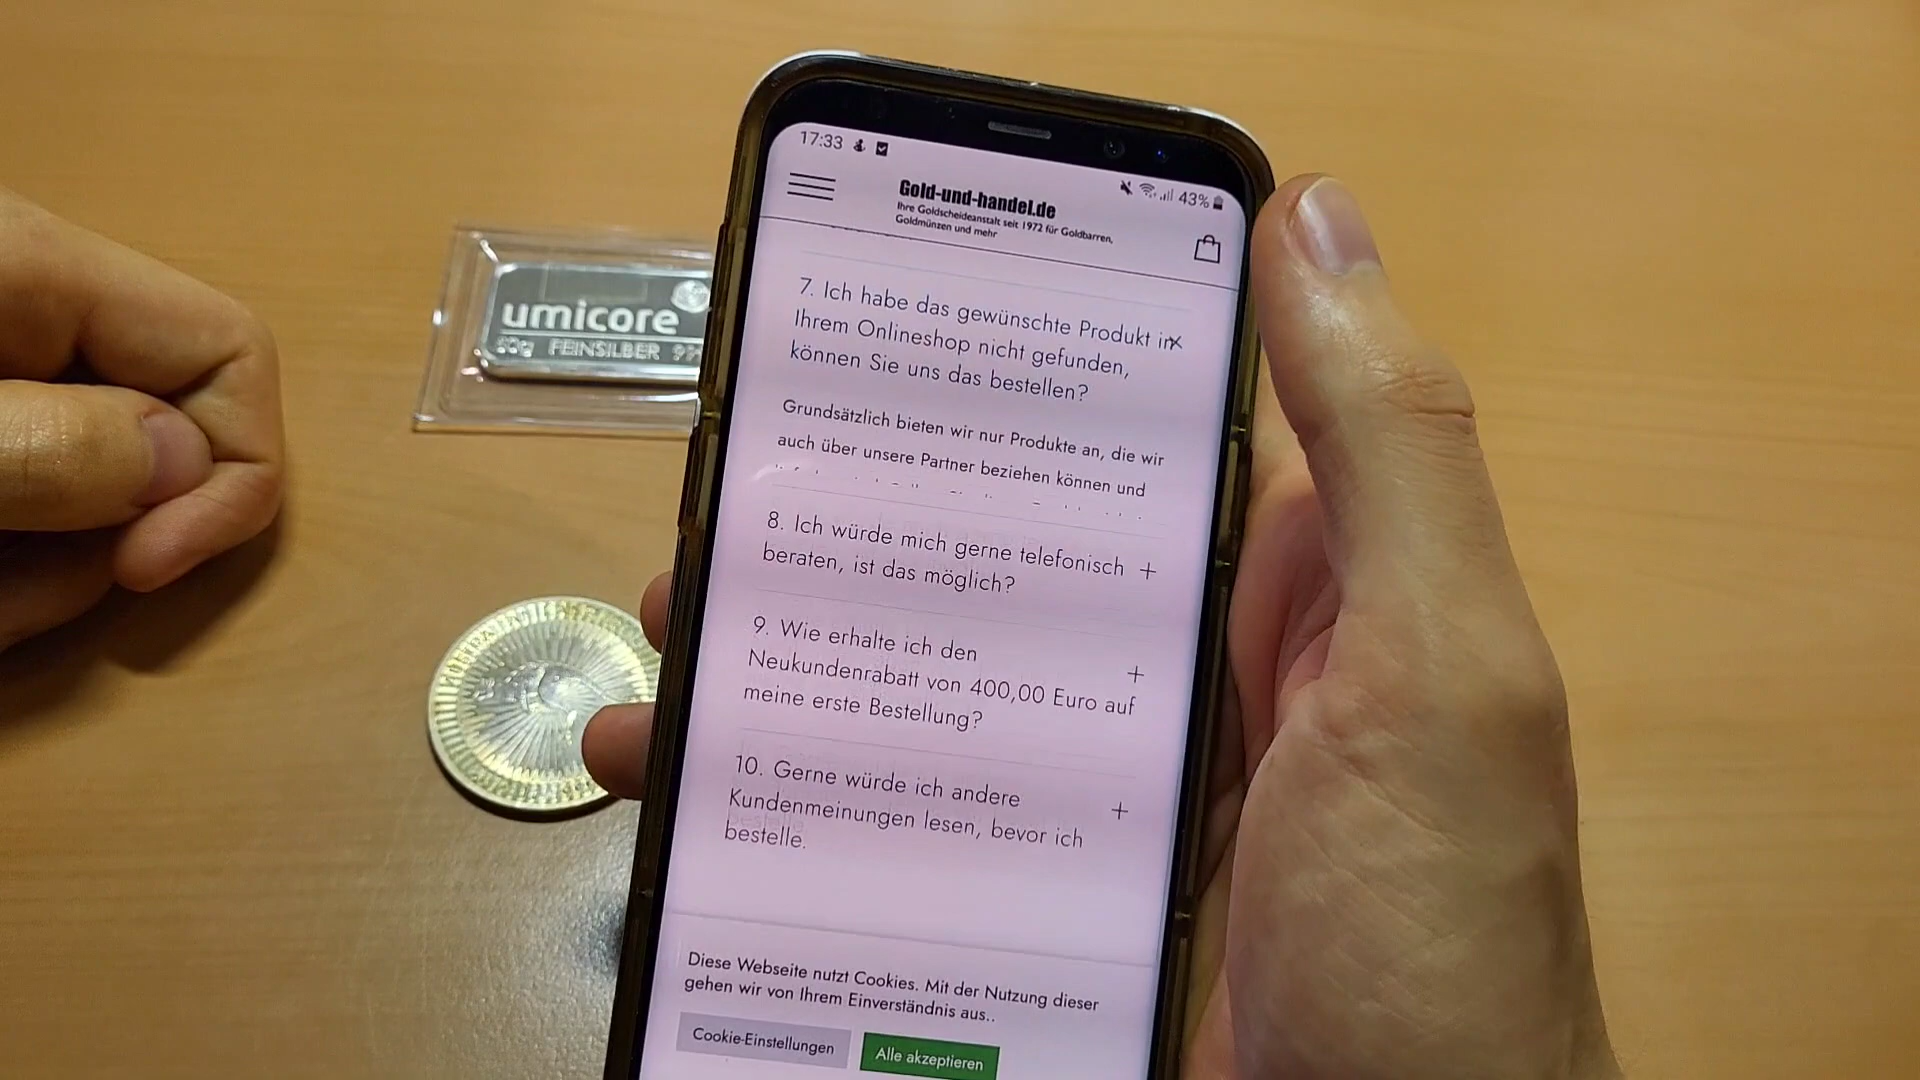 17:33
43%
Gold-und-handel.de
Ihre Goldscheideanstalt seit 1972 für Goldbarren,
Goldmünzen und mehr
7. Ich habe das gewünschte Produkt in
Ihrem Onlineshop nicht gefunden,
können Sie uns das bestellen?
Grundsätzlich bieten wir nur Produkte an, die wir
auch über unsere Partner beziehen können und
8. Ich würde mich gerne telefonisch
beraten, ist das möglich?
9. Wie erhalte ich den
Neukundenrabatt von 400,00 Euro auf
meine erste Bestellung?
10. Gerne würde ich andere
Kundenmeinungen lesen, bevor ich
bestelle.
Diese Webseite nutzt Cookies. Mit der Nutzung dieser
gehen wir von Ihrem Einverständnis aus..
Cookie-Einstellungen
Alle akzeptieren
umicore
FEINSILBER